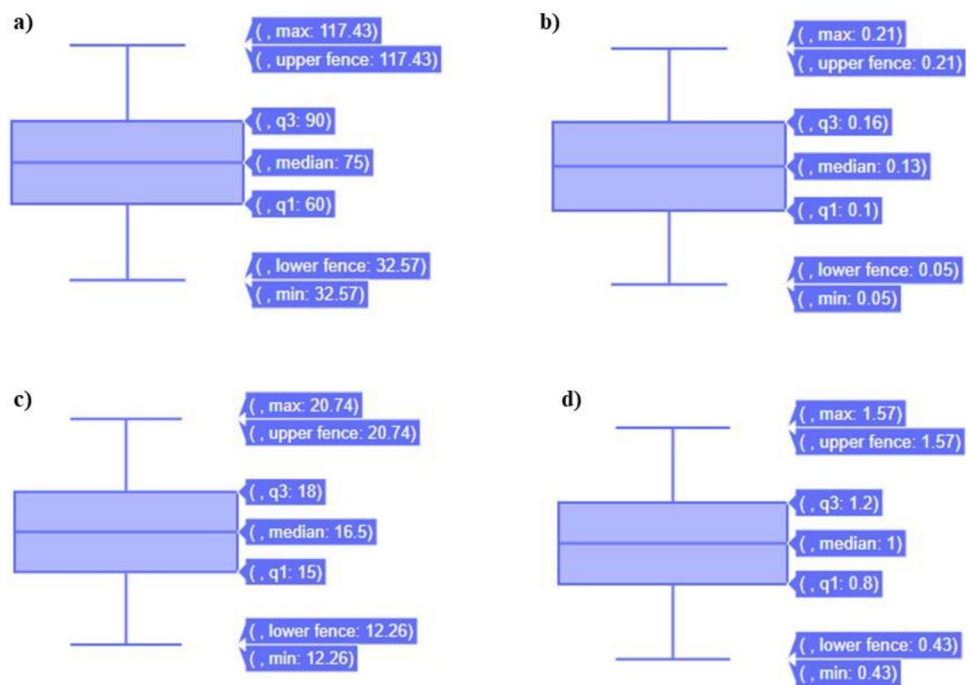 a)
( , max: 117.43)
( , upper fence: 117.43)
( , q3: 90)
( , median: 75)
( , q1: 60)
( , lower fence: 32.57)
( , min: 32.57)
b)
( , max: 0.21)
( , upper fence: 0.21)
( , q3: 0.16)
( , median: 0.13)
( , q1: 0.1)
( , lower fence: 0.05)
( , min: 0.05)
c)
( , max: 20.74)
( , upper fence: 20.74)
( , q3: 18)
( , median: 16.5)
( , q1: 15)
( , lower fence: 12.26)
( , min: 12.26)
d)
( , max: 1.57)
( , upper fence: 1.57)
( , q3: 1.2)
( , median: 1)
( , q1: 0.8)
( , lower fence: 0.43)
( , min: 0.43)